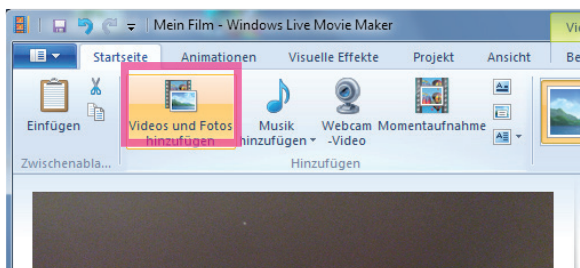 Mein Film - Windows Live Movie Maker
Startseite Animationen Visuelle Effekte Projekt Ansicht
Einfügen
Videos und Fotos hinzufügen
Musik hinzufügen
Webcam-Video
Momentaufnahme
Zwischenabla...
Hinzufügen